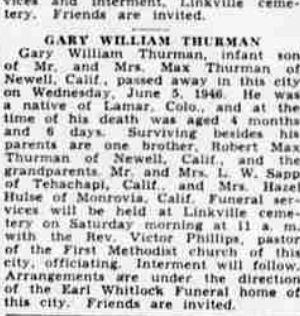 vices and interment, Linkville ceme-
tery. Friends are invited.
GARY WILLIAM THURMAN
Gary William Thurman, infant son
of Mr. and Mrs. Max Thurman of
Newell, Calif., passed away in this city
on Wednesday, June 5, 1946. He was
a native of Lamar, Colo., and at the
time of his death was aged 4 months
and 6 days. Surviving besides his
parents are one brother, Robert Max
Thurman of Newell, Calif., and the
grandparents, Mr. and Mrs. L. W. Sapp
of Tehachapi, Calif., and Mrs. Hazel
Hulse of Monrovia, Calif. Funeral ser-
vices will be held at Linkville ceme-
tery on Saturday morning at 11 a. m.
with the Rev. Victor Phillips, pastor
of the First Methodist church of this
city, officiating. Interment will follow.
Arrangements are under the direction
of the Earl Whitlock Funeral home of
this city. Friends are invited.